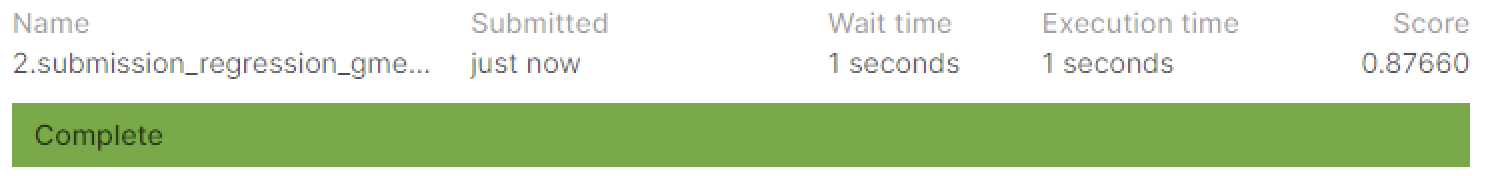 Name Submitted Wait time Execution time Score
2.submission_regression_gme... just now 1 seconds 1 seconds 0.87660
Complete